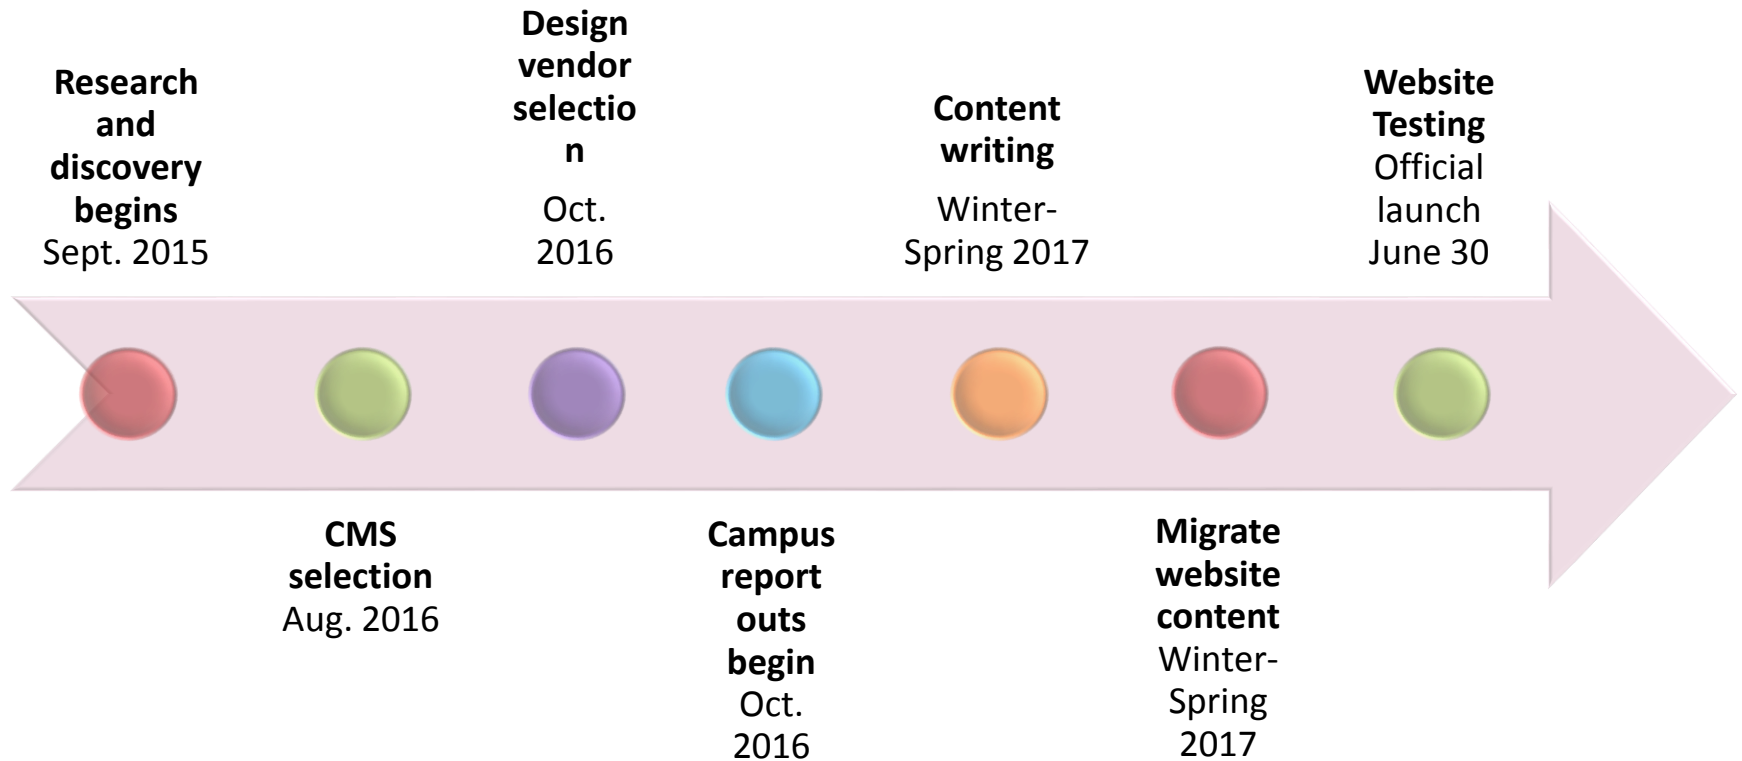 Research
and
discovery
begins
Sept. 2015
CMS
selection
Aug. 2016
Design
vendor
selectio
n
Oct.
2016
Campus
report
outs
begin
Oct.
2016
Content
writing
Winter-
Spring 2017
Migrate
website
content
Winter-
Spring
2017
Website
Testing
Official
launch
June 30